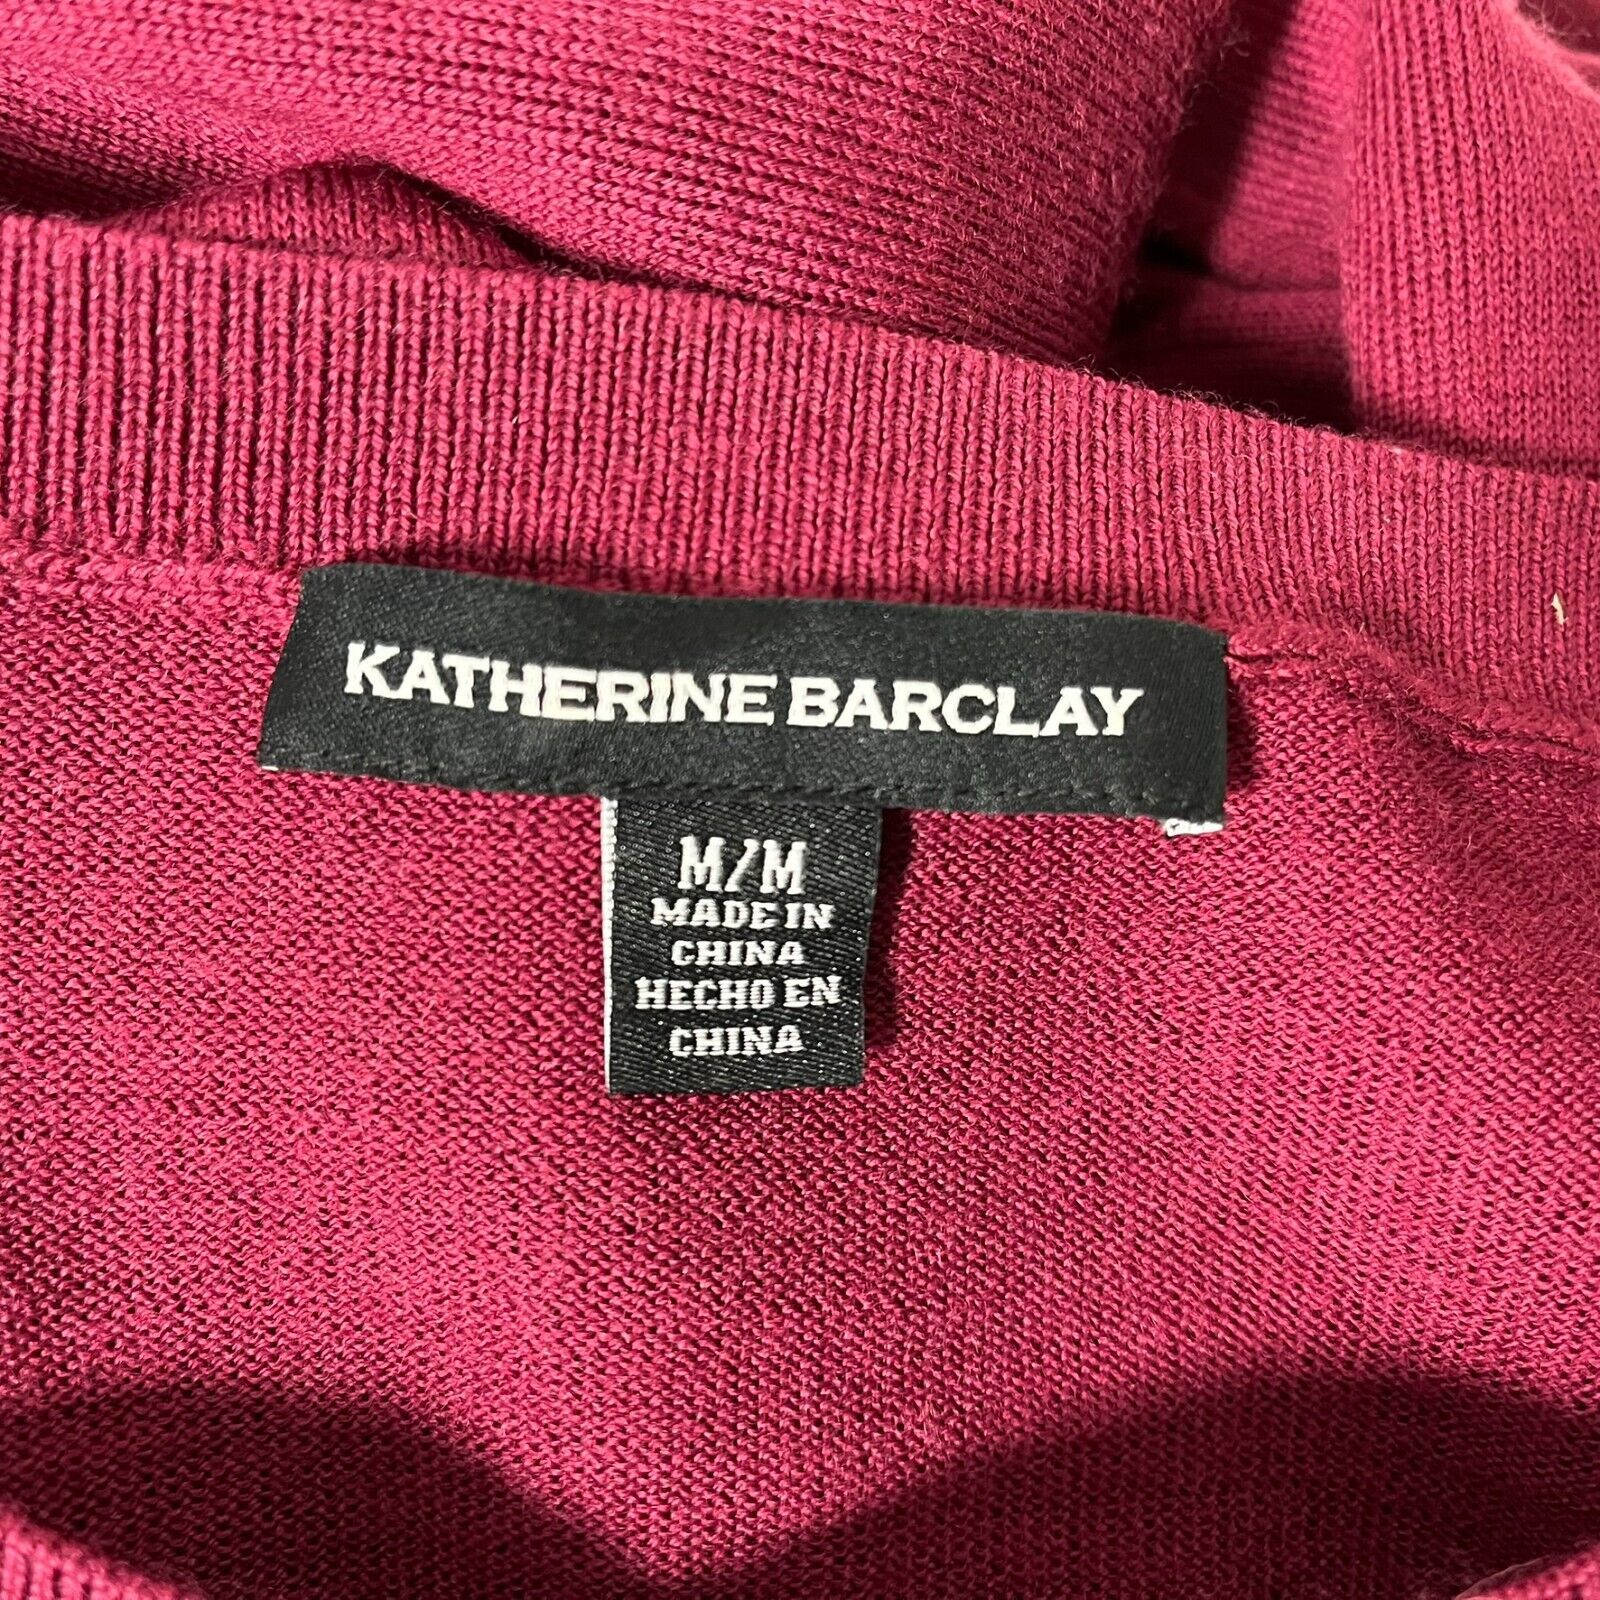 KATHERINE BARCLAY
M/M
MADE IN
CHINA
HECHO EN
CHINA